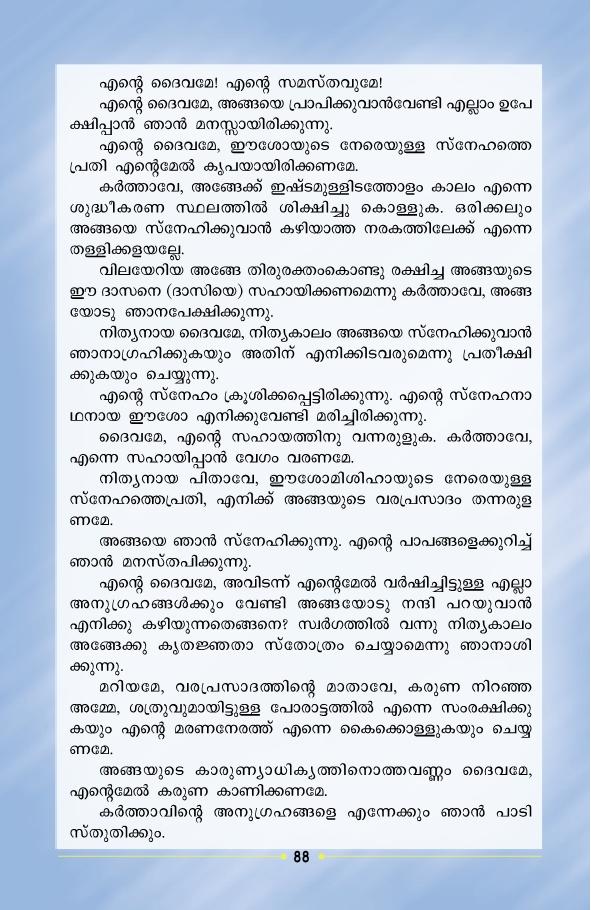 എന്റെ ദൈവമേ! എന്റെ സമസ്തവുമേ!
എന്റെ ദൈവമേ, അങ്ങയെ പ്രാപിക്കുവാൻവേണ്ടി എല്ലാം ഉപേ
ക്ഷിപ്പാൻ ഞാൻ മനസ്സായിരിക്കുന്നു.
എന്റെ ദൈവമേ, ഈശോയുടെ നേരെയുള്ള സ്നേഹത്തെ
പ്രതി എന്റെമേൽ കൃപയായിരിക്കണമേ.
കർത്താവേ, അങ്ങേക്ക് ഇഷ്ടമുള്ളിടത്തോളം കാലം എന്നെ
ശുദ്ധീകരണ സ്ഥലത്തിൽ ശിക്ഷിച്ചു കൊള്ളുക. ഒരിക്കലും
അങ്ങയെ സ്നേഹിക്കുവാൻ കഴിയാത്ത നരകത്തിലേക്ക് എന്നെ
തള്ളിക്കളയല്ലേ.
വിലയേറിയ അങ്ങേ തിരുരക്തംകൊണ്ടു രക്ഷിച്ച അങ്ങയുടെ
ഈ ദാസനെ (ദാസിയെ) സഹായിക്കണമെന്നു കർത്താവേ, അങ്ങ
യോടു ഞാനപേക്ഷിക്കുന്നു.
നിത്യനായ ദൈവമേ, നിത്യകാലം അങ്ങയെ സ്നേഹിക്കുവാൻ
ഞാനാഗ്രഹിക്കുകയും അതിന് എനിക്കിടവരുമെന്നു പ്രതീക്ഷി
ക്കുകയും ചെയ്യുന്നു.
എന്റെ സ്നേഹം ക്രൂശിക്കപ്പെട്ടിരിക്കുന്നു. എന്റെ സ്നേഹനാ
ഥനായ ഈശോ എനിക്കുവേണ്ടി മരിച്ചിരിക്കുന്നു.
ദൈവമേ, എന്റെ സഹായത്തിനു വന്നരുളുക. കർത്താവേ,
എന്നെ സഹായിപ്പാൻ വേഗം വരണമേ.
നിത്യനായ പിതാവേ, ഈശോമിശിഹായുടെ നേരെയുള്ള
സ്നേഹത്തെപ്രതി, എനിക്ക് അങ്ങയുടെ വരപ്രസാദം തന്നരുള
ണമേ.
അങ്ങയെ ഞാൻ സ്നേഹിക്കുന്നു. എന്റെ പാപങ്ങളെക്കുറിച്ച്
ഞാൻ മനസ്തപിക്കുന്നു.
എന്റെ ദൈവമേ, അവിടന്ന് എന്റെമേൽ വർഷിച്ചിട്ടുള്ള എല്ലാ
അനുഗ്രഹങ്ങൾക്കും വേണ്ടി അങ്ങയോടു നന്ദി പറയുവാൻ
എനിക്കു കഴിയുന്നതെങ്ങനെ? സ്വർഗത്തിൽ വന്നു നിത്യകാലം
അങ്ങേക്കു കൃതജ്ഞതാ സ്തോത്രം ചെയ്യാമെന്നു ഞാനാശി
ക്കുന്നു.
മറിയമേ, വരപ്രസാദത്തിന്റെ മാതാവേ, കരുണ നിറഞ്ഞ
അമ്മേ, ശത്രുവുമായിട്ടുള്ള പോരാട്ടത്തിൽ എന്നെ സംരക്ഷിക്കു
കയും എന്റെ മരണനേരത്ത് എന്നെ കൈക്കൊള്ളുകയും ചെയ്യ
ണമേ.
അങ്ങയുടെ കാരുണ്യാധിക്യത്തിനൊത്തവണ്ണം ദൈവമേ,
എന്റെമേൽ കരുണ കാണിക്കണമേ.
കർത്താവിന്റെ അനുഗ്രഹങ്ങളെ എന്നേക്കും ഞാൻ പാടി
സ്തുതിക്കും.
88